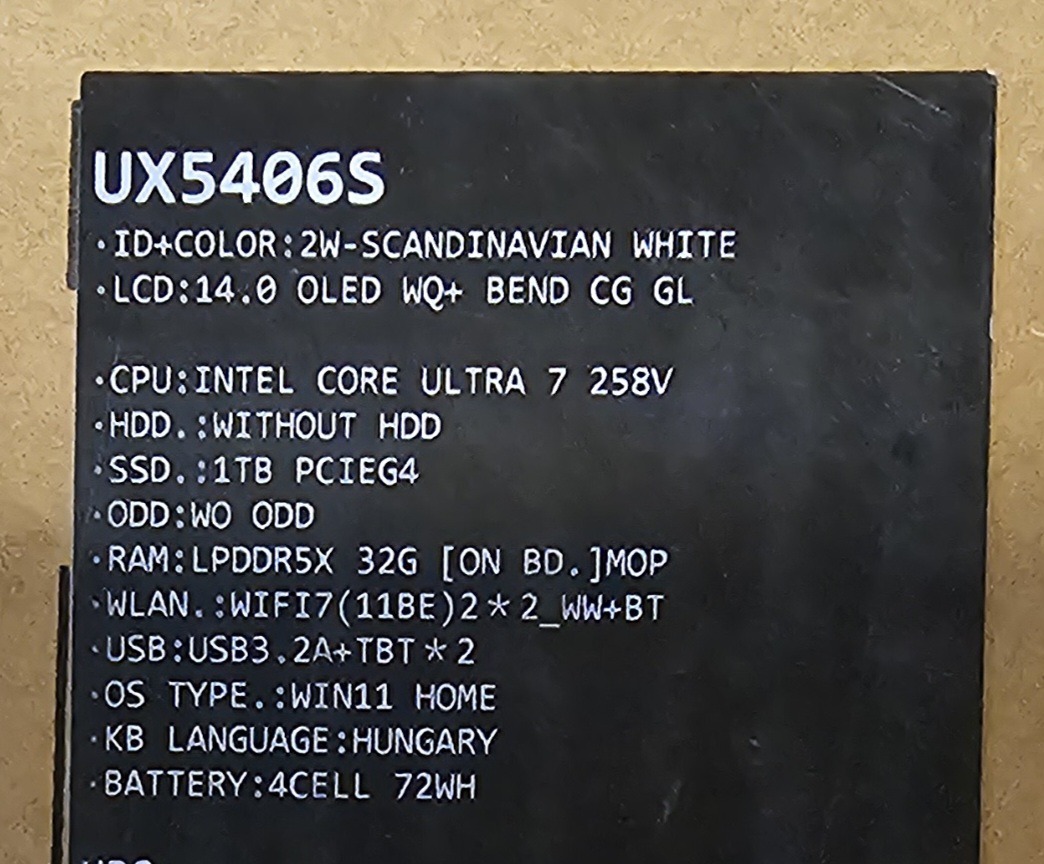 UX5406S
·ID+COLOR:2W-SCANDINAVIAN WHITE
·LCD:14.0 OLED WQ+ BEND CG GL
·CPU:INTEL CORE ULTRA 7 258V
·HDD.:WITHOUT HDD
·SSD.:1TB PCIEG4
·ODD:WO ODD
·RAM:LPDDR5X 32G [ON BD.]MOP
·WLAN.:WIFI7(11BE)2*2_WW+BT
·USB:USB3.2A+TBT*2
·OS TYPE.:WIN11 HOME
·KB LANGUAGE:HUNGARY
·BATTERY:4CELL 72WH